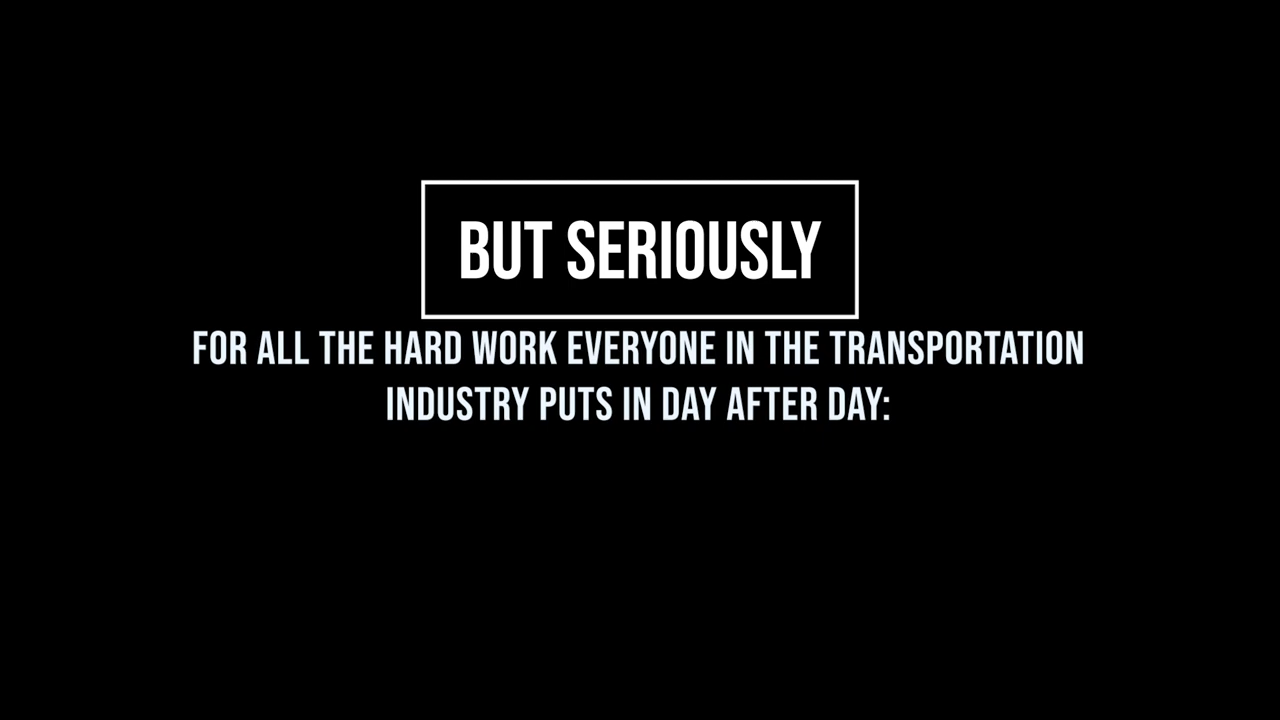 BUT SERIOUSLY
FOR ALL THE HARD WORK EVERYONE IN THE TRANSPORTATION
INDUSTRY PUTS IN DAY AFTER DAY: